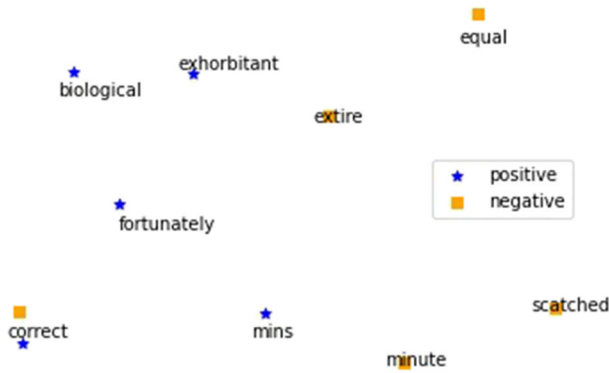 equal
exhorbitant
biological
extire
positive
negative
fortunately
scatched
correct
mins
minute